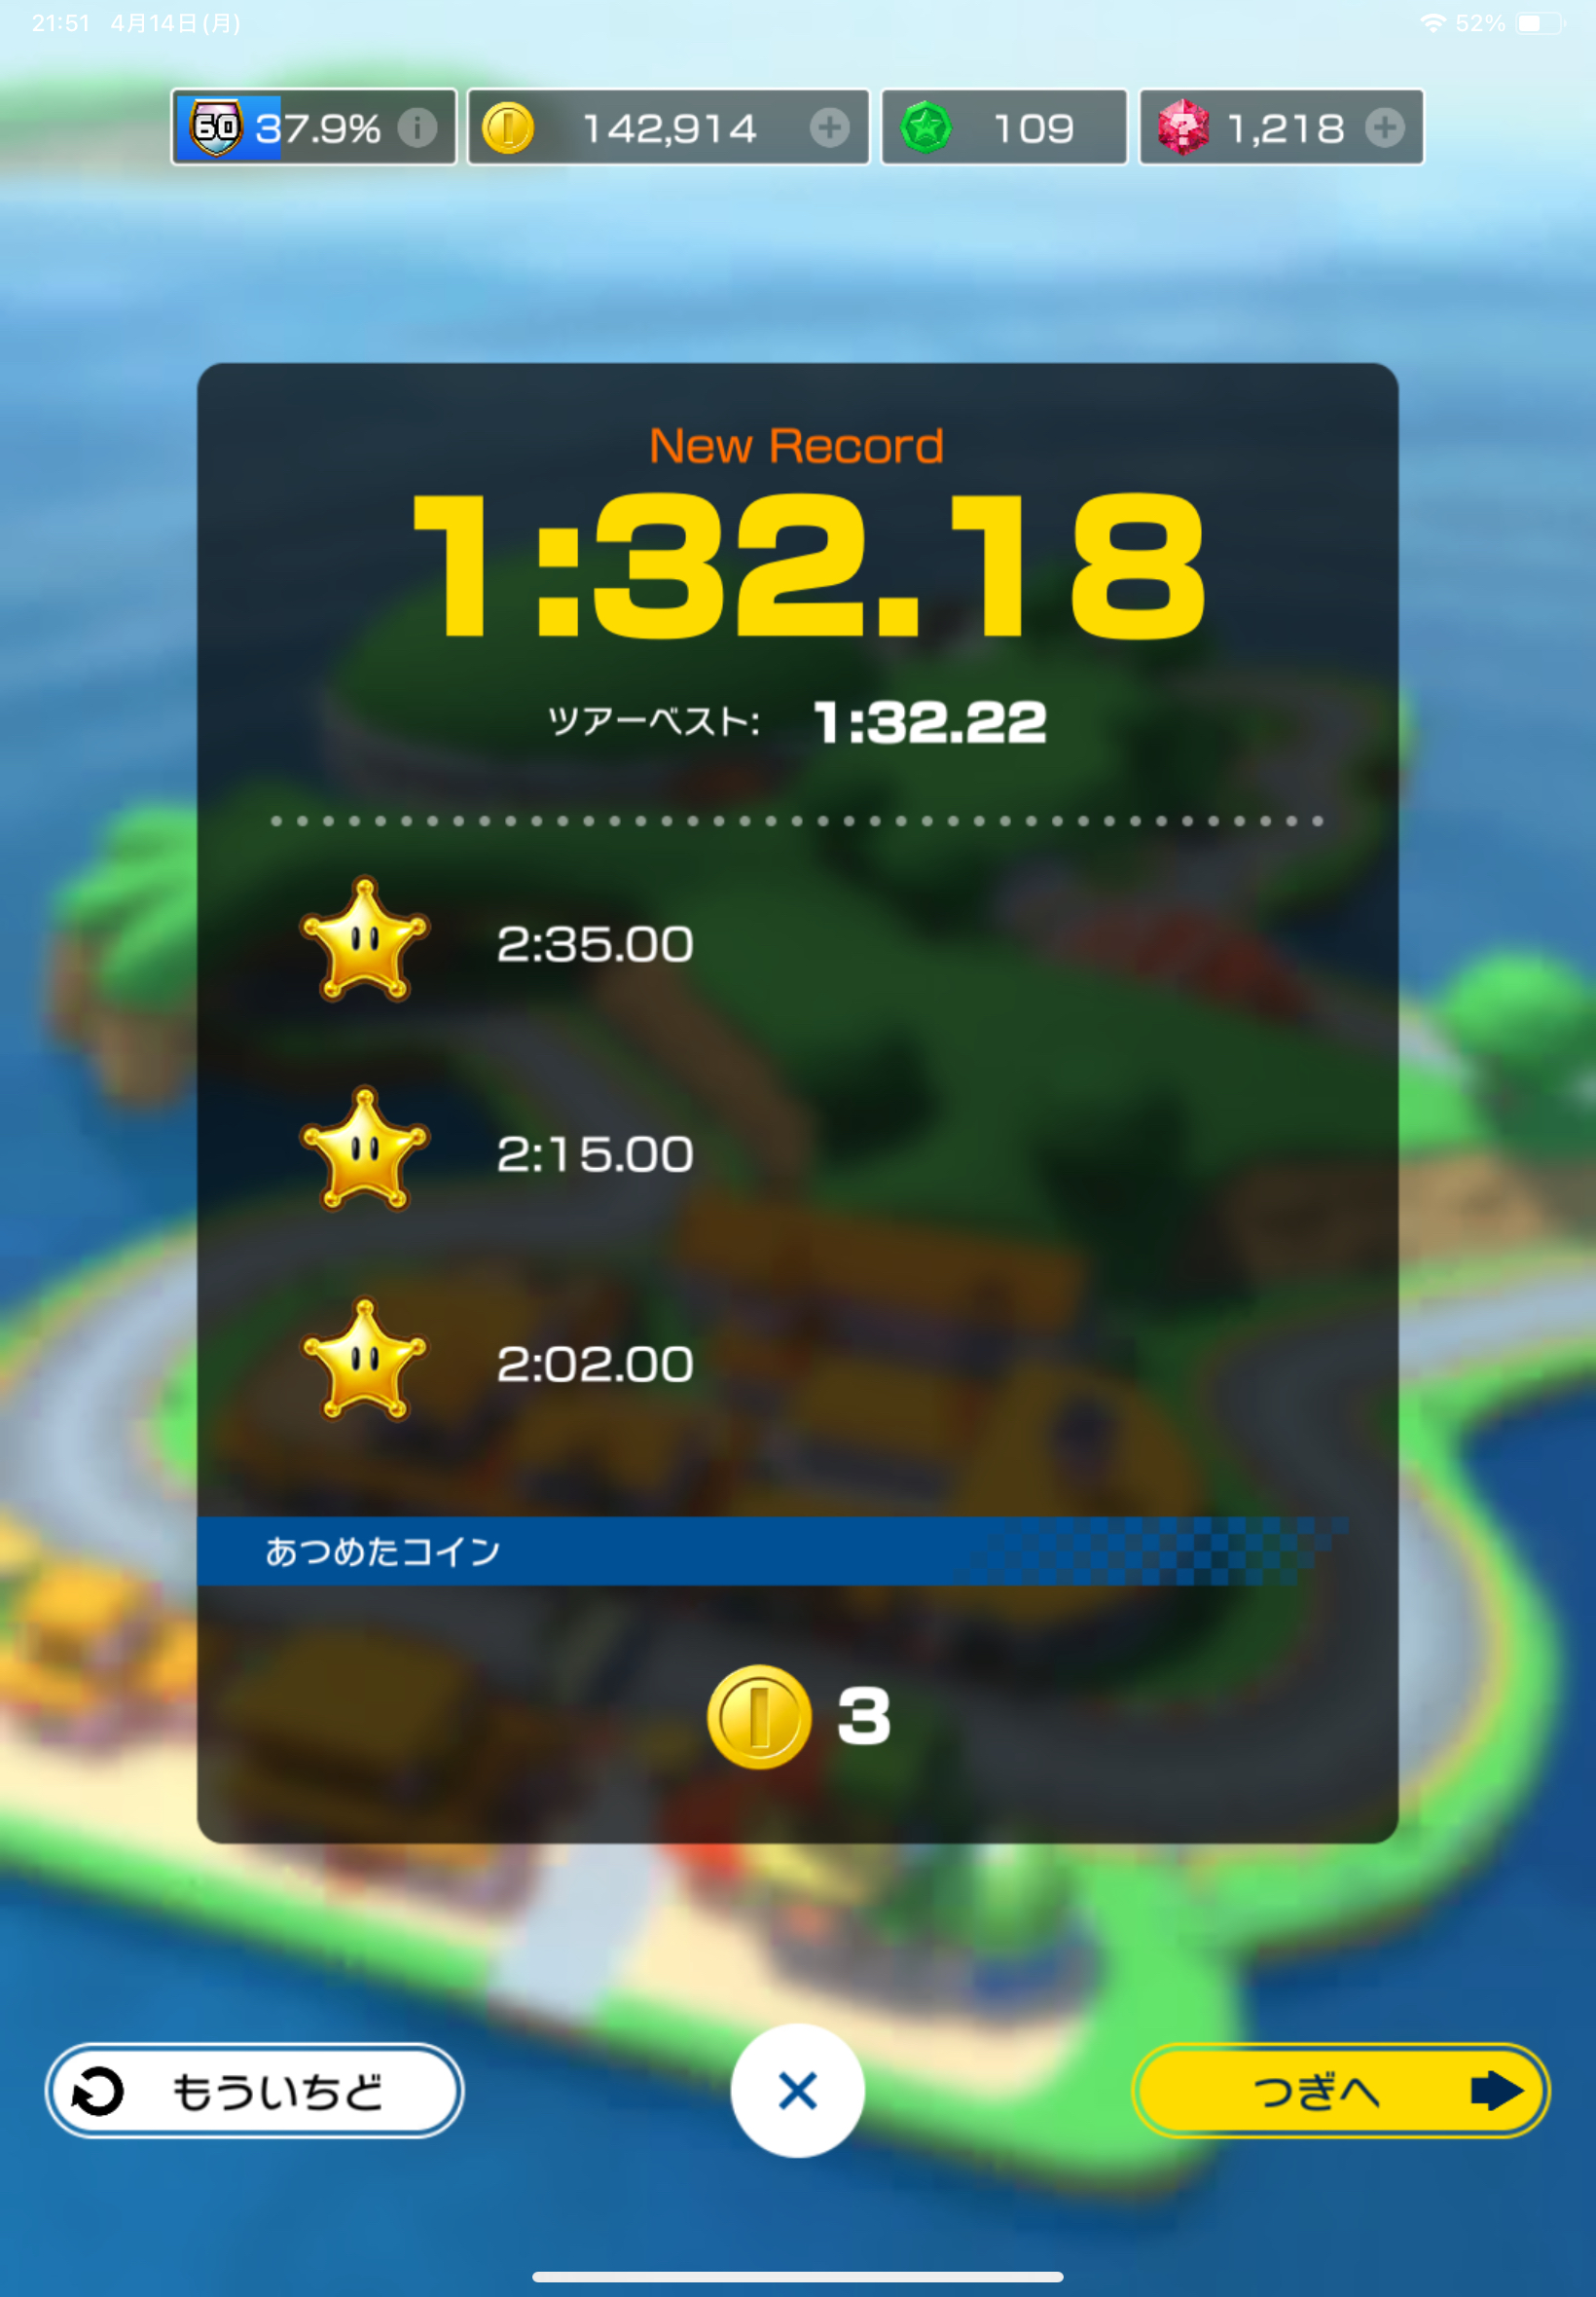 21:51 4月14日(月) 52%
60 37.9% i 142,914 + 109 ? 1,218 +
New Record
1:32.18
ツアーベスト: 1:32.22
2:35.00
2:15.00
2:02.00
あつめたコイン
3
もういちど × つぎへ